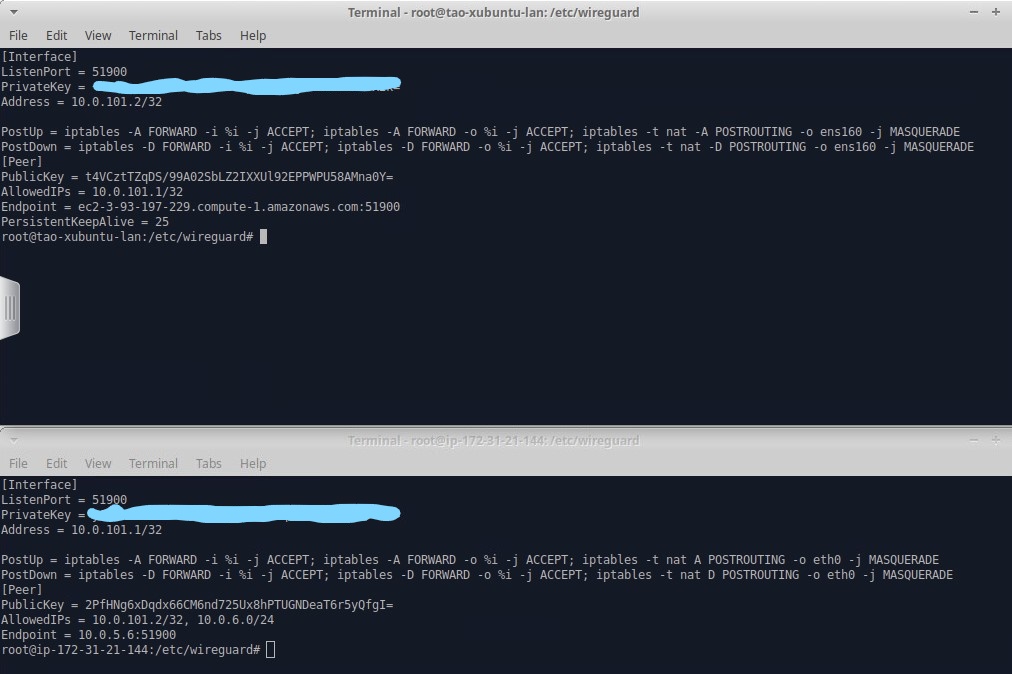 Terminal - root@tao-xubuntu-lan: /etc/wireguard
File Edit View Terminal Tabs Help
[Interface]
ListenPort = 51900
PrivateKey =
Address = 10.0.101.2/32
PostUp = iptables -A FORWARD -i %i -j ACCEPT; iptables -A FORWARD -o %i -j ACCEPT; iptables -t nat -A POSTROUTING -o ens160 -j MASQUERADE
PostDown = iptables -D FORWARD -i %i -j ACCEPT; iptables -D FORWARD -o %i -j ACCEPT; iptables -t nat -D POSTROUTING -o ens160 -j MASQUERADE
[Peer]
PublicKey = t4VCztTZqDS/99A02SbLZ2IXXUl92EPPWPU58AMna0Y=
AllowedIPs = 10.0.101.1/32
Endpoint = ec2-3-93-197-229.compute-1.amazonaws.com:51900
PersistentKeepAlive = 25
root@tao-xubuntu-lan:/etc/wireguard#
Terminal - root@ip-172-31-21-144: /etc/wireguard
File Edit View Terminal Tabs Help
[Interface]
ListenPort = 51900
PrivateKey =
Address = 10.0.101.1/32
PostUp = iptables -A FORWARD -i %i -j ACCEPT; iptables -A FORWARD -o %i -j ACCEPT; iptables -t nat A POSTROUTING -o eth0 -j MASQUERADE
PostDown = iptables -D FORWARD -i %i -j ACCEPT; iptables -D FORWARD -o %i -j ACCEPT; iptables -t nat D POSTROUTING -o eth0 -j MASQUERADE
[Peer]
PublicKey = 2PfHNg6xDqdx66CM6nd725Ux8hPTUGNDeaT6r5yQfgI=
AllowedIPs = 10.0.101.2/32, 10.0.6.0/24
Endpoint = 10.0.5.6:51900
root@ip-172-31-21-144:/etc/wireguard#